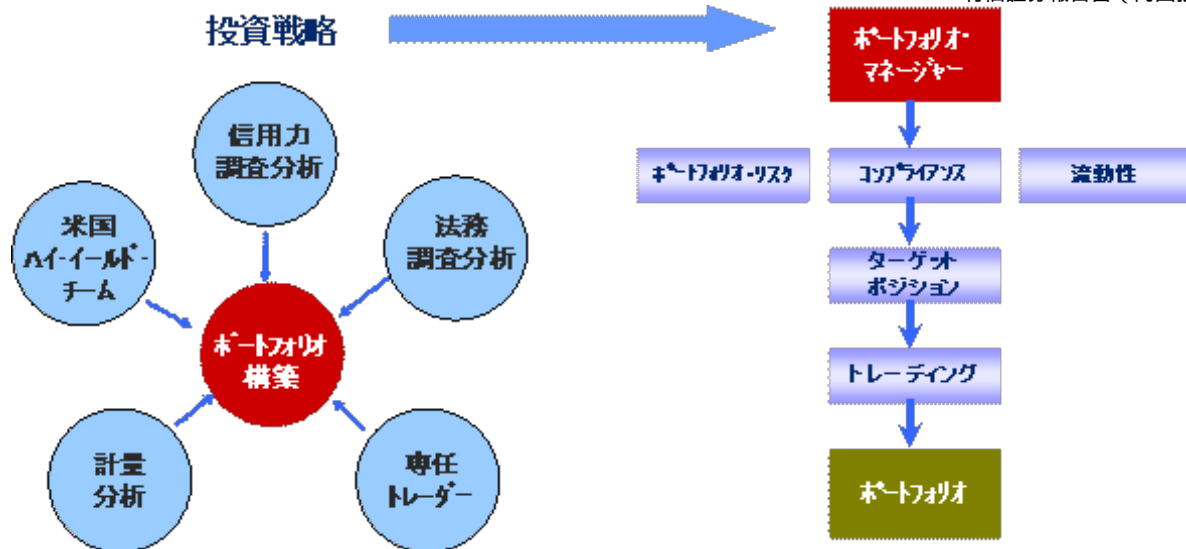 投資戦略
信用力
調査分析
米国
ハイ・イールド・
チーム
法務
調査分析
ポートフォリオ
構築
計量
分析
専任
トレーダー
ポートフォリオ・
マネージャー
ポートフォリオ・リスク
コンプライアンス
流動性
ターゲット
ポジション
トレーディング
ポートフォリオ